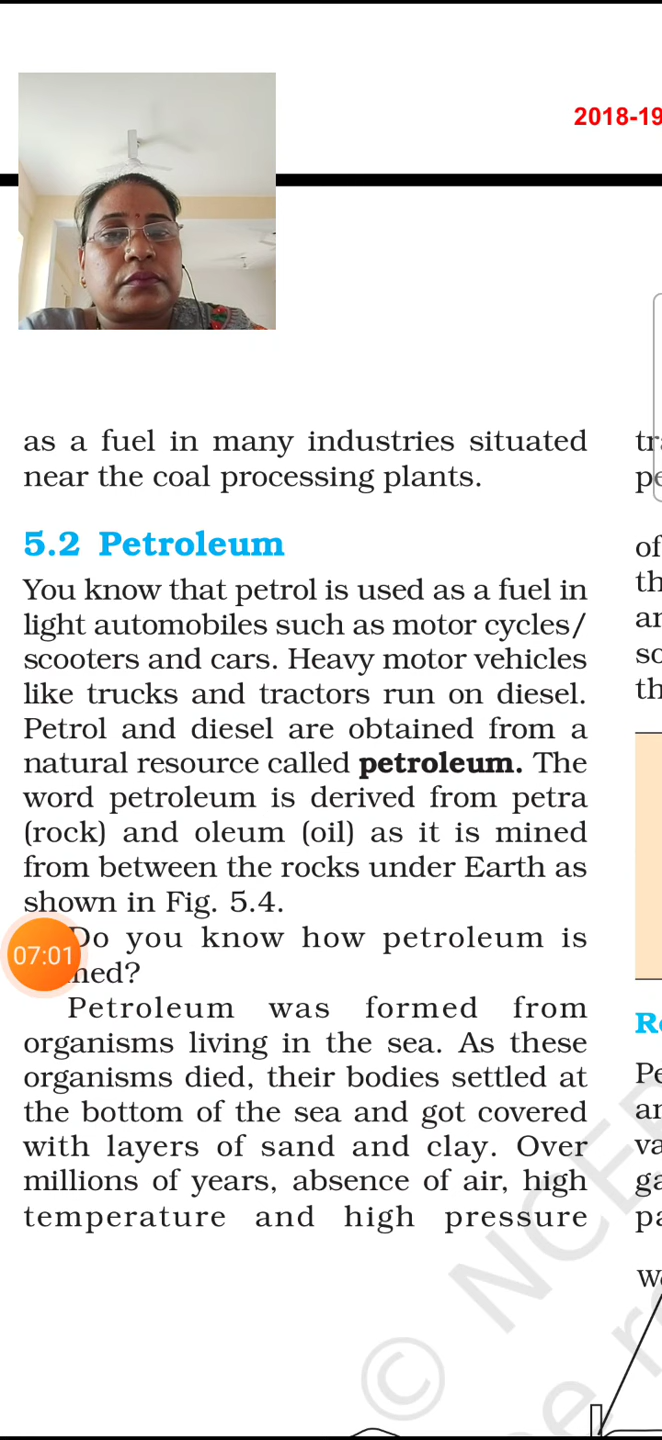 2018-19
as a fuel in many industries situated
near the coal processing plants.
5.2 Petroleum
You know that petrol is used as a fuel in
light automobiles such as motor cycles/
scooters and cars. Heavy motor vehicles
like trucks and tractors run on diesel.
Petrol and diesel are obtained from a
natural resource called petroleum. The
word petroleum is derived from petra
(rock) and oleum (oil) as it is mined
from between the rocks under Earth as
shown in Fig. 5.4.
Do you know how petroleum is
07:01
Petroleum was formed from
organisms living in the sea. As these
organisms died, their bodies settled at
the bottom of the sea and got covered
with layers of sand and clay. Over
millions of years, absence of air, high
temperature and high pressure
of
© NCE